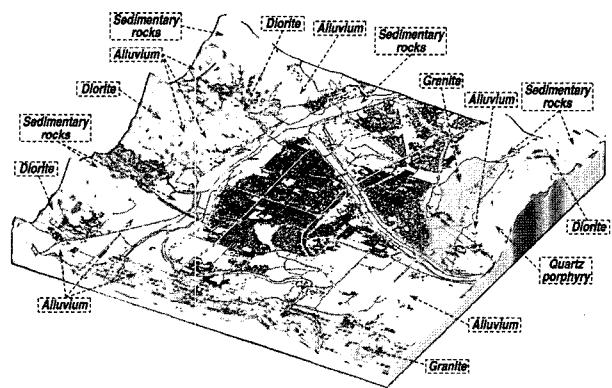 Sedimentary
rocks
Diorite
Alluvium
Sedimentary
rocks
Alluvium
Granite
Sedimentary
rocks
Alluvium
Diorite
Sedimentary
rocks
Diorite
Diorite
Quartz
porphyry
Alluvium
Alluvium
Granite